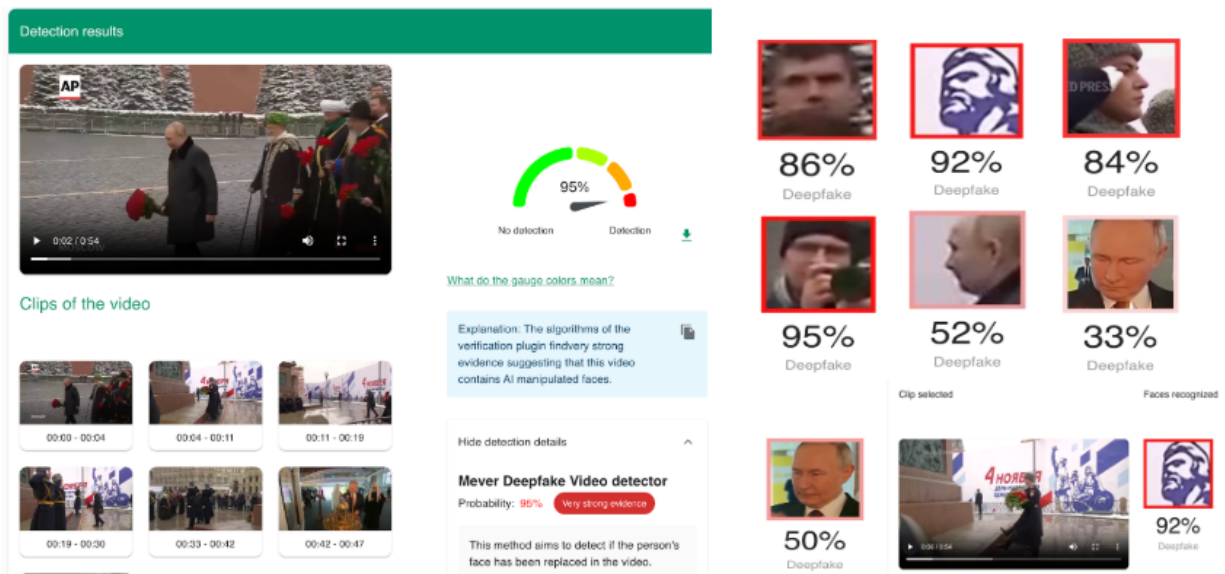 Detection results
AP
0:02 / 0:54
95%
No detection
Detection
What do the gauge colors mean?
Explanation: The algorithms of the
verification plugin findvery strong
evidence suggesting that this video
contains AI manipulated faces.
Clips of the video
4 ноября
00:00 - 00:04
00:04 - 00:11
00:11 - 00:19
00:19 - 00:30
00:33 - 00:42
00:42 - 00:47
Hide detection details
Mever Deepfake Video detector
Probability: 95%
Very strong evidence
This method aims to detect if the person's
face has been replaced in the video.
D PRES
86%
92%
84%
Deepfake
Deepfake
Deepfake
95%
52%
33%
Deepfake
Deepfake
Deepfake
Clip selected
Faces recognized
4 НОЯБРЯ
50%
Deepfake
92%
Deepfake